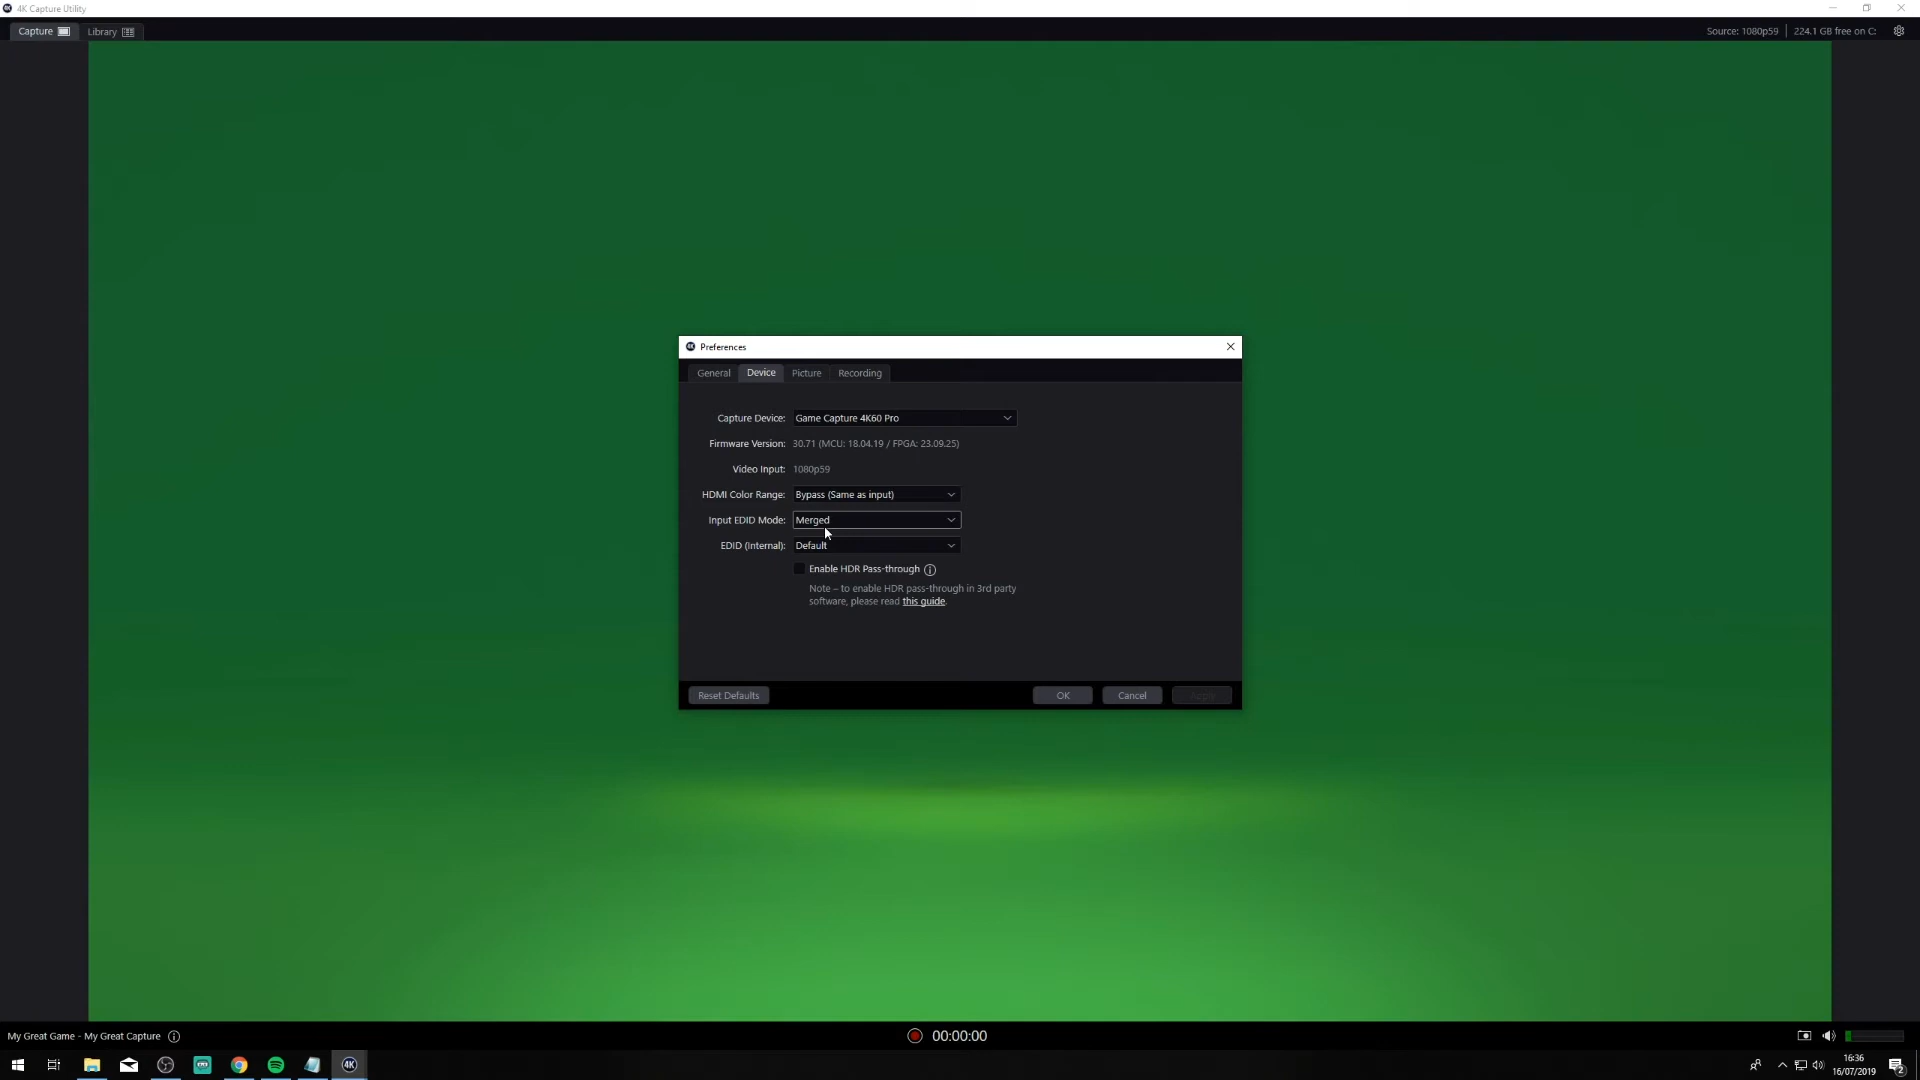 4K Capture Utility
Capture
Library
Source: 1080p59
224.1 GB free on C:
Preferences
General
Device
Picture
Recording
Capture Device: Game Capture 4K60 Pro
Firmware Version: 30.71 (MCU: 18.04.19 / FPGA: 23.09.25)
Video Input: 1080p59
HDMI Color Range: Bypass (Same as input)
Input EDID Mode: Merged
EDID (Internal): Default
Enable HDR Pass-through
Note – to enable HDR pass-through in 3rd party
software, please read this guide.
Reset Defaults
OK
Cancel
Apply
My Great Game - My Great Capture
00:00:00
4K
16:36
16/07/2019
2